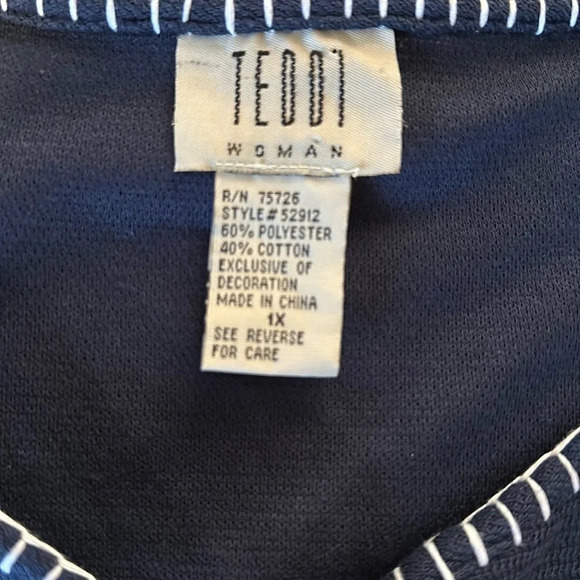 TEDDI
WOMAN
R/N 75726
STYLE# 52912
60% POLYESTER
40% COTTON
EXCLUSIVE OF
DECORATION
MADE IN CHINA
1X
SEE REVERSE
FOR CARE